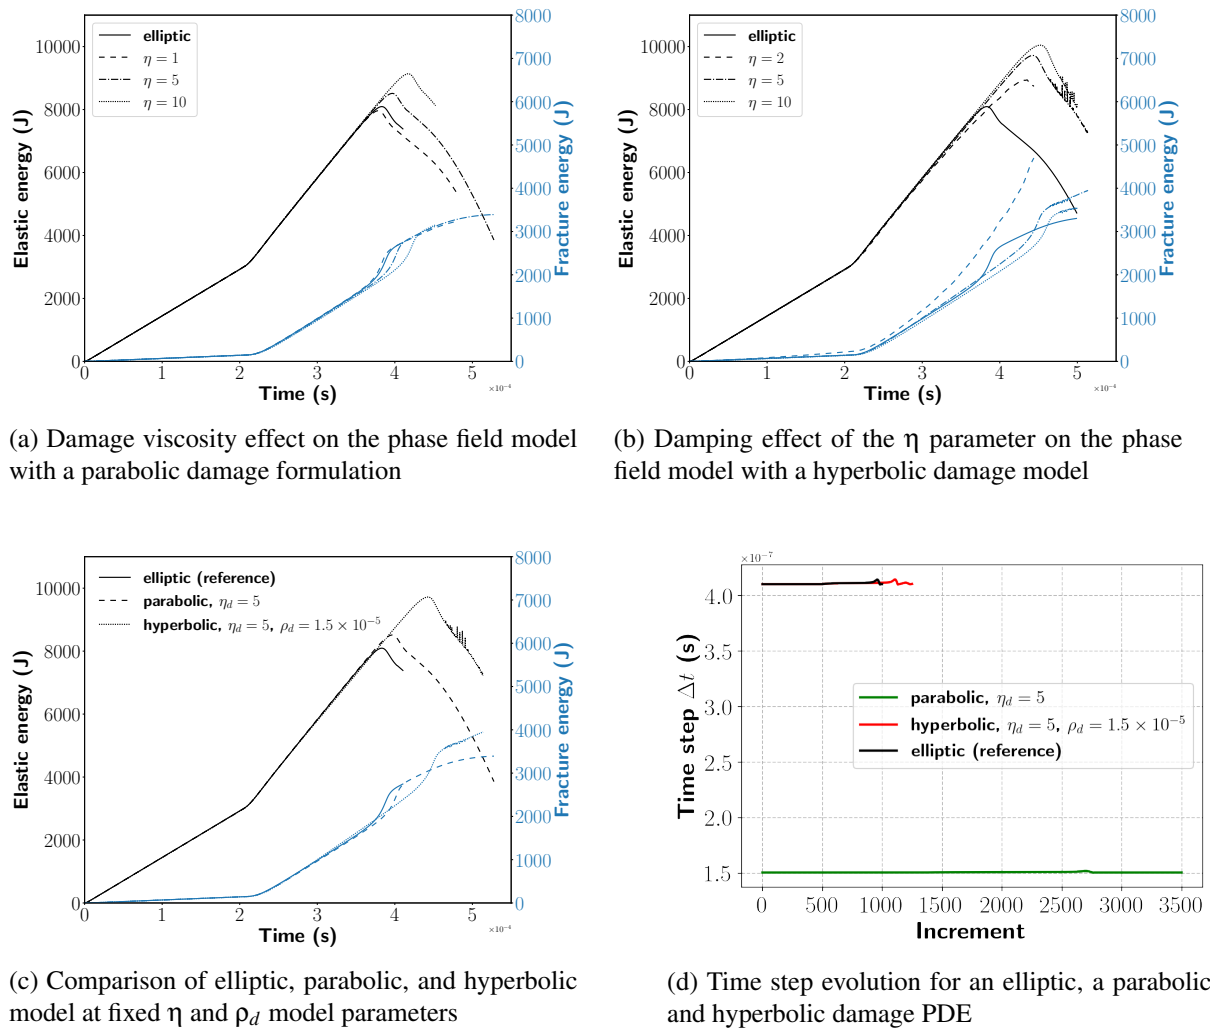 8000
7000
6000
5000
4000
3000
2000
1000
0
10000
8000
6000
4000
2000
0
elliptic
η = 1
η = 5
η = 10
Elastic energy (J)
Fracture energy (J)
0 1 2 3 4 5
×10⁻⁴
Time (s)
(a) Damage viscosity effect on the phase field model
with a parabolic damage formulation
8000
7000
6000
5000
4000
3000
2000
1000
0
10000
8000
6000
4000
2000
0
elliptic
η = 2
η = 5
η = 10
Elastic energy (J)
Fracture energy (J)
0 1 2 3 4 5
×10⁻⁴
Time (s)
(b) Damping effect of the η parameter on the phase
field model with a hyperbolic damage model
8000
7000
6000
5000
4000
3000
2000
1000
0
10000
8000
6000
4000
2000
0
elliptic (reference)
parabolic, η_d = 5
hyperbolic, η_d = 5, ρ_d = 1.5 × 10⁻⁵
Elastic energy (J)
Fracture energy (J)
0 1 2 3 4 5
×10⁻⁴
Time (s)
(c) Comparison of elliptic, parabolic, and hyperbolic
model at fixed η and ρ_d model parameters
×10⁻⁷
4.0
3.5
3.0
2.5
2.0
1.5
Time step Δt (s)
parabolic, η_d = 5
hyperbolic, η_d = 5, ρ_d = 1.5 × 10⁻⁵
elliptic (reference)
0 500 1000 1500 2000 2500 3000 3500
Increment
(d) Time step evolution for an elliptic, a parabolic
and hyperbolic damage PDE